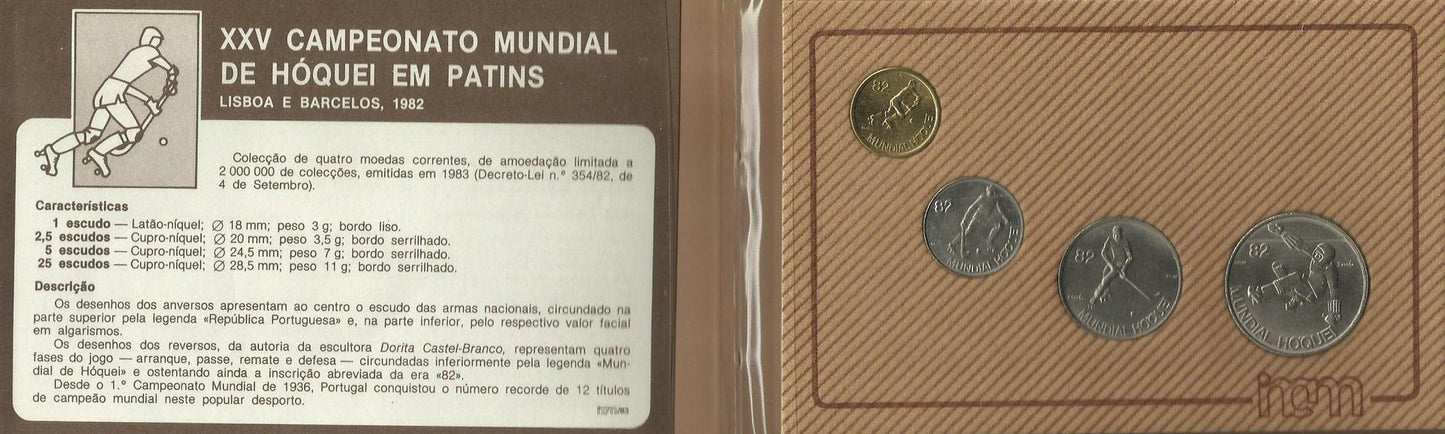 XXV CAMPEONATO MUNDIAL
DE HÓQUEI EM PATINS
LISBOA E BARCELOS, 1982
Colecção de quatro moedas correntes, de amoedação limitada a
2 000 000 de colecções, emitidas em 1983 (Decreto-Lei n.º 354/82, de
4 de Setembro).
Características
1 escudo — Latão-níquel; ∅ 18 mm; peso 3 g; bordo liso.
2,5 escudos — Cupro-níquel; ∅ 20 mm; peso 3,5 g; bordo serrilhado.
5 escudos — Cupro-níquel; ∅ 24,5 mm; peso 7 g; bordo serrilhado.
25 escudos — Cupro-níquel; ∅ 28,5 mm; peso 11 g; bordo serrilhado.
Descrição
Os desenhos dos anversos apresentam ao centro o escudo das armas nacionais, circundado na
parte superior pela legenda «República Portuguesa» e, na parte inferior, pelo respectivo valor facial
em algarismos.
Os desenhos dos reversos, da autoria da escultora Dorita Castel-Branco, representam quatro
fases do jogo — arranque, passe, remate e defesa — circundadas inferiormente pela legenda «Mun-
dial de Hóquei» e ostentando ainda a inscrição abreviada da era «82».
Desde o 1.º Campeonato Mundial de 1936, Portugal conquistou o número recorde de 12 títulos
de campeão mundial neste popular desporto.
incm/83
82
MUNDIAL HOQUEI
82
MUNDIAL HOQUEI
82
MUNDIAL HOQUEI
82
MUNDIAL HOQUEI
incm